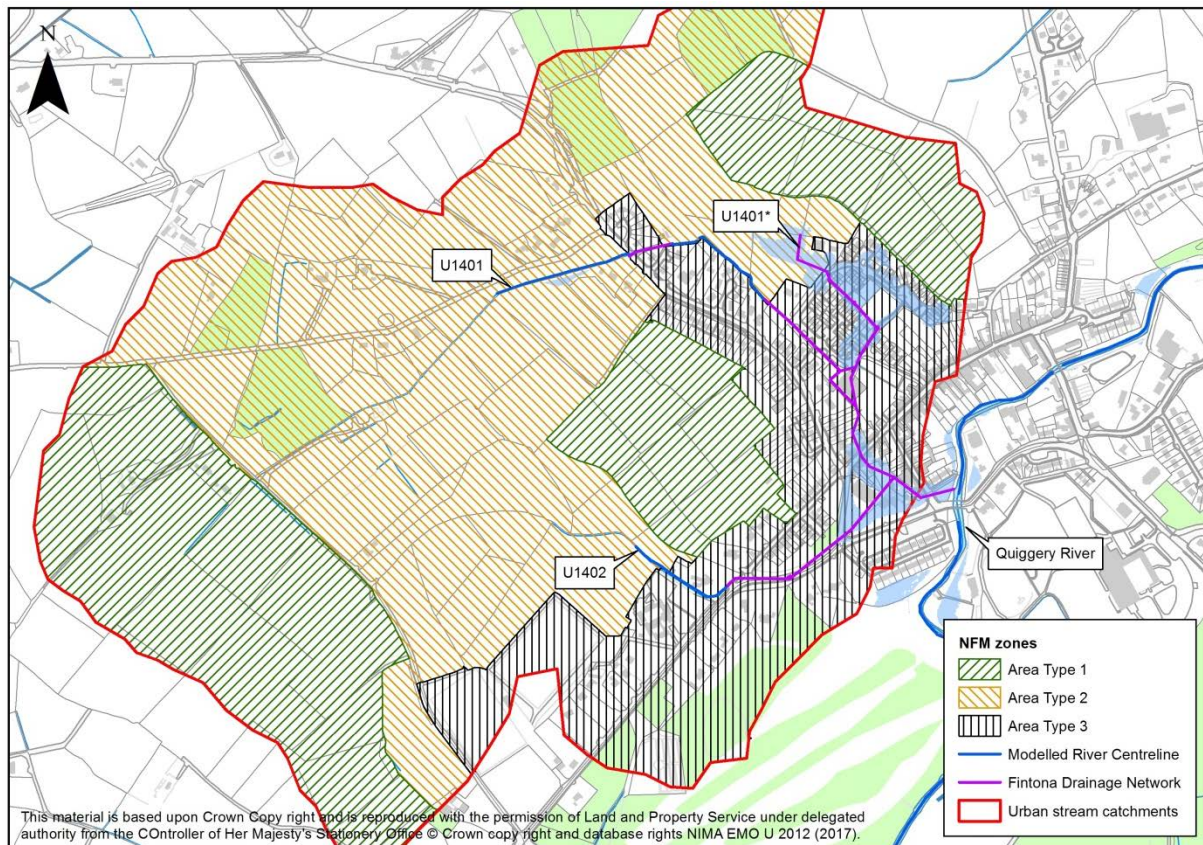 N
U1401*
U1401
U1402
Quiggery River
NFM zones
Area Type 1
Area Type 2
Area Type 3
Modelled River Centreline
Fintona Drainage Network
Urban stream catchments
This material is based upon Crown Copy right and is reproduced with the permission of Land and Property Service under delegated
authority from the COntroller of Her Majesty's Stationery Office © Crown copy right and database rights NIMA EMO U 2012 (2017).